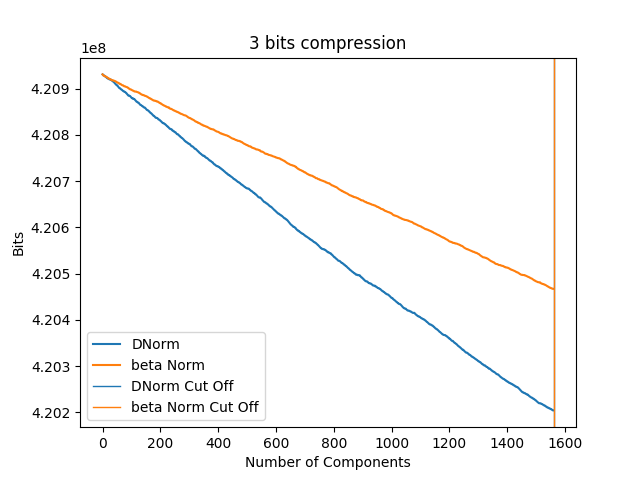 3 bits compression
1e8
4.209
4.208
4.207
4.206
4.205
4.204
4.203
4.202
Bits
DNorm
beta Norm
DNorm Cut Off
beta Norm Cut Off
0 200 400 600 800 1000 1200 1400 1600
Number of Components